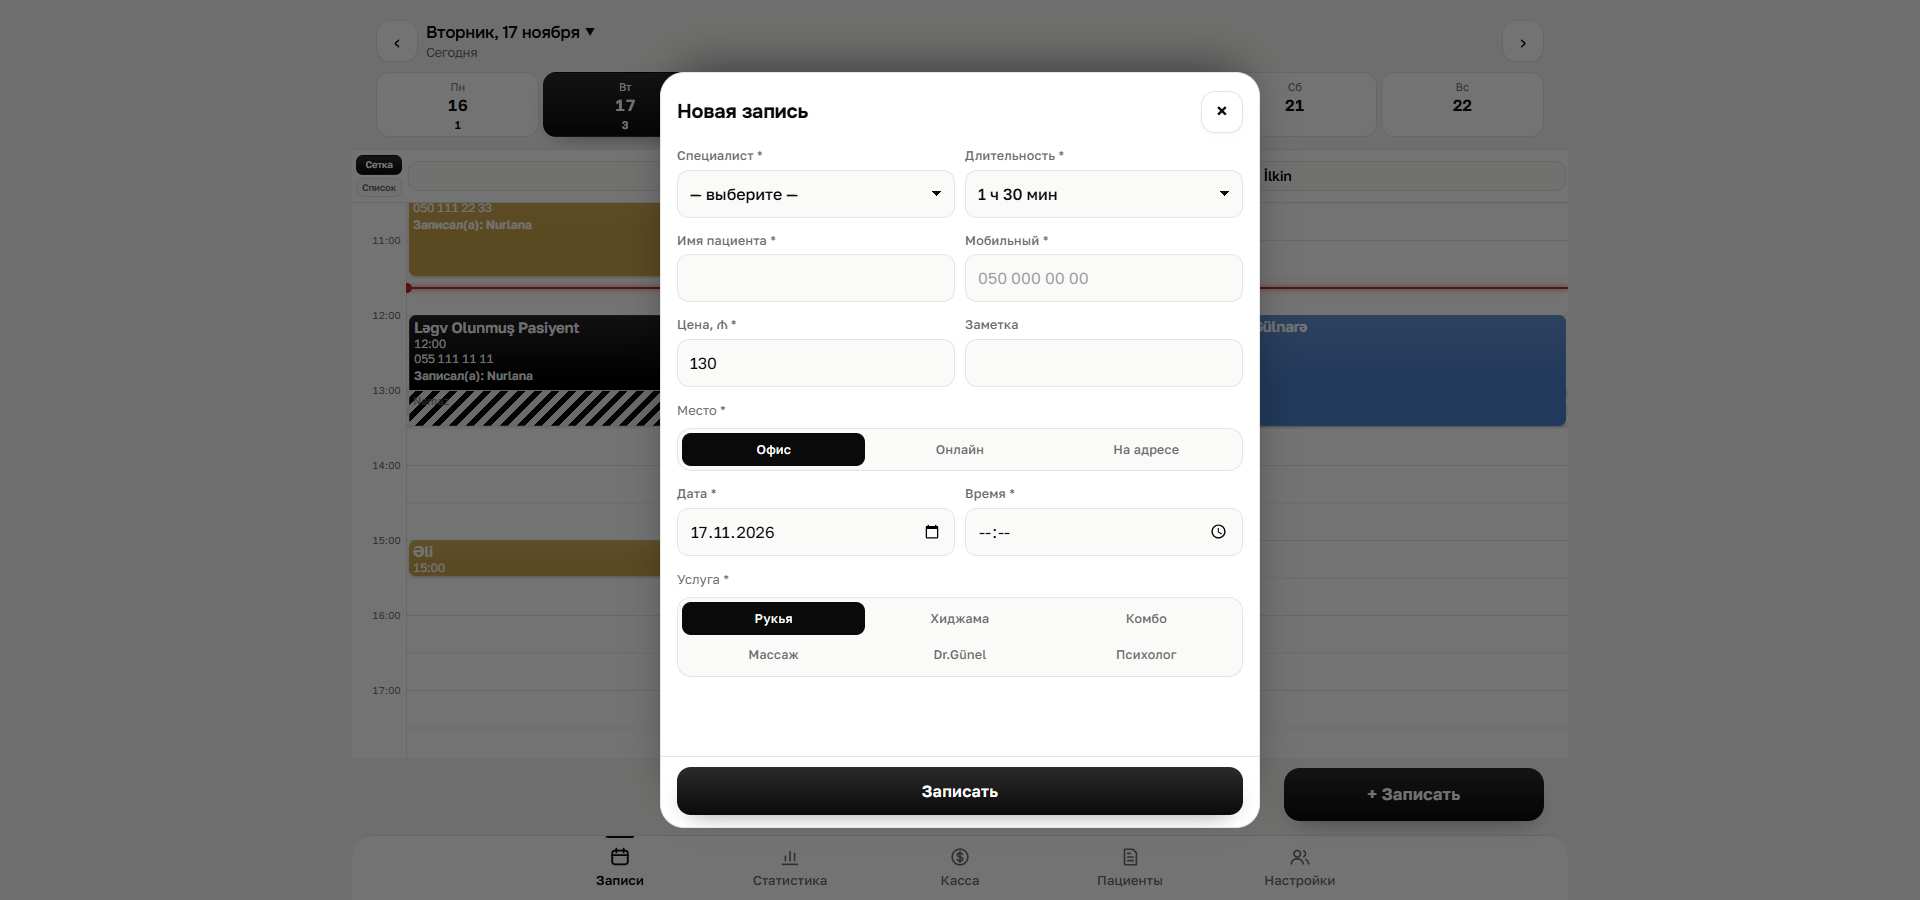 Вторник, 17 ноября ▼
Сегодня
Пн
16
1
Вт
17
3
Сб
21
Вс
22
Сетка
Список
İlkin
11:00
12:00
13:00
14:00
15:00
16:00
17:00
050 111 22 33
Записал(а): Nurlana
Ləgv Olunmuş Pasiyent
12:00
055 111 11 11
Записал(а): Nurlana
Əli
15:00
Gülnarə
Новая запись
×
Специалист *
Длительность *
— выберите —
1 ч 30 мин
Имя пациента *
Мобильный *
050 000 00 00
Цена, ₼ *
Заметка
130
Место *
Офис
Онлайн
На адресе
Дата *
Время *
17.11.2026
--:--
Услуга *
Рукья
Хиджама
Комбо
Массаж
Dr.Günel
Психолог
Записать
+ Записать
Записи
Статистика
Касса
Пациенты
Настройки